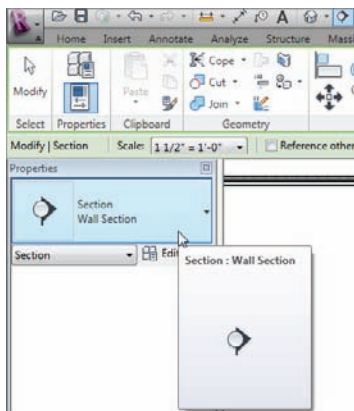 Home Insert Annotate Analyze Structure
Modify
Paste
Cope
Cut
Join
Select Properties Clipboard Geometry
Modify | Section Scale: 1 1/2" = 1'-0" Reference other
Properties
Section
Wall Section
Section
Section : Wall Section